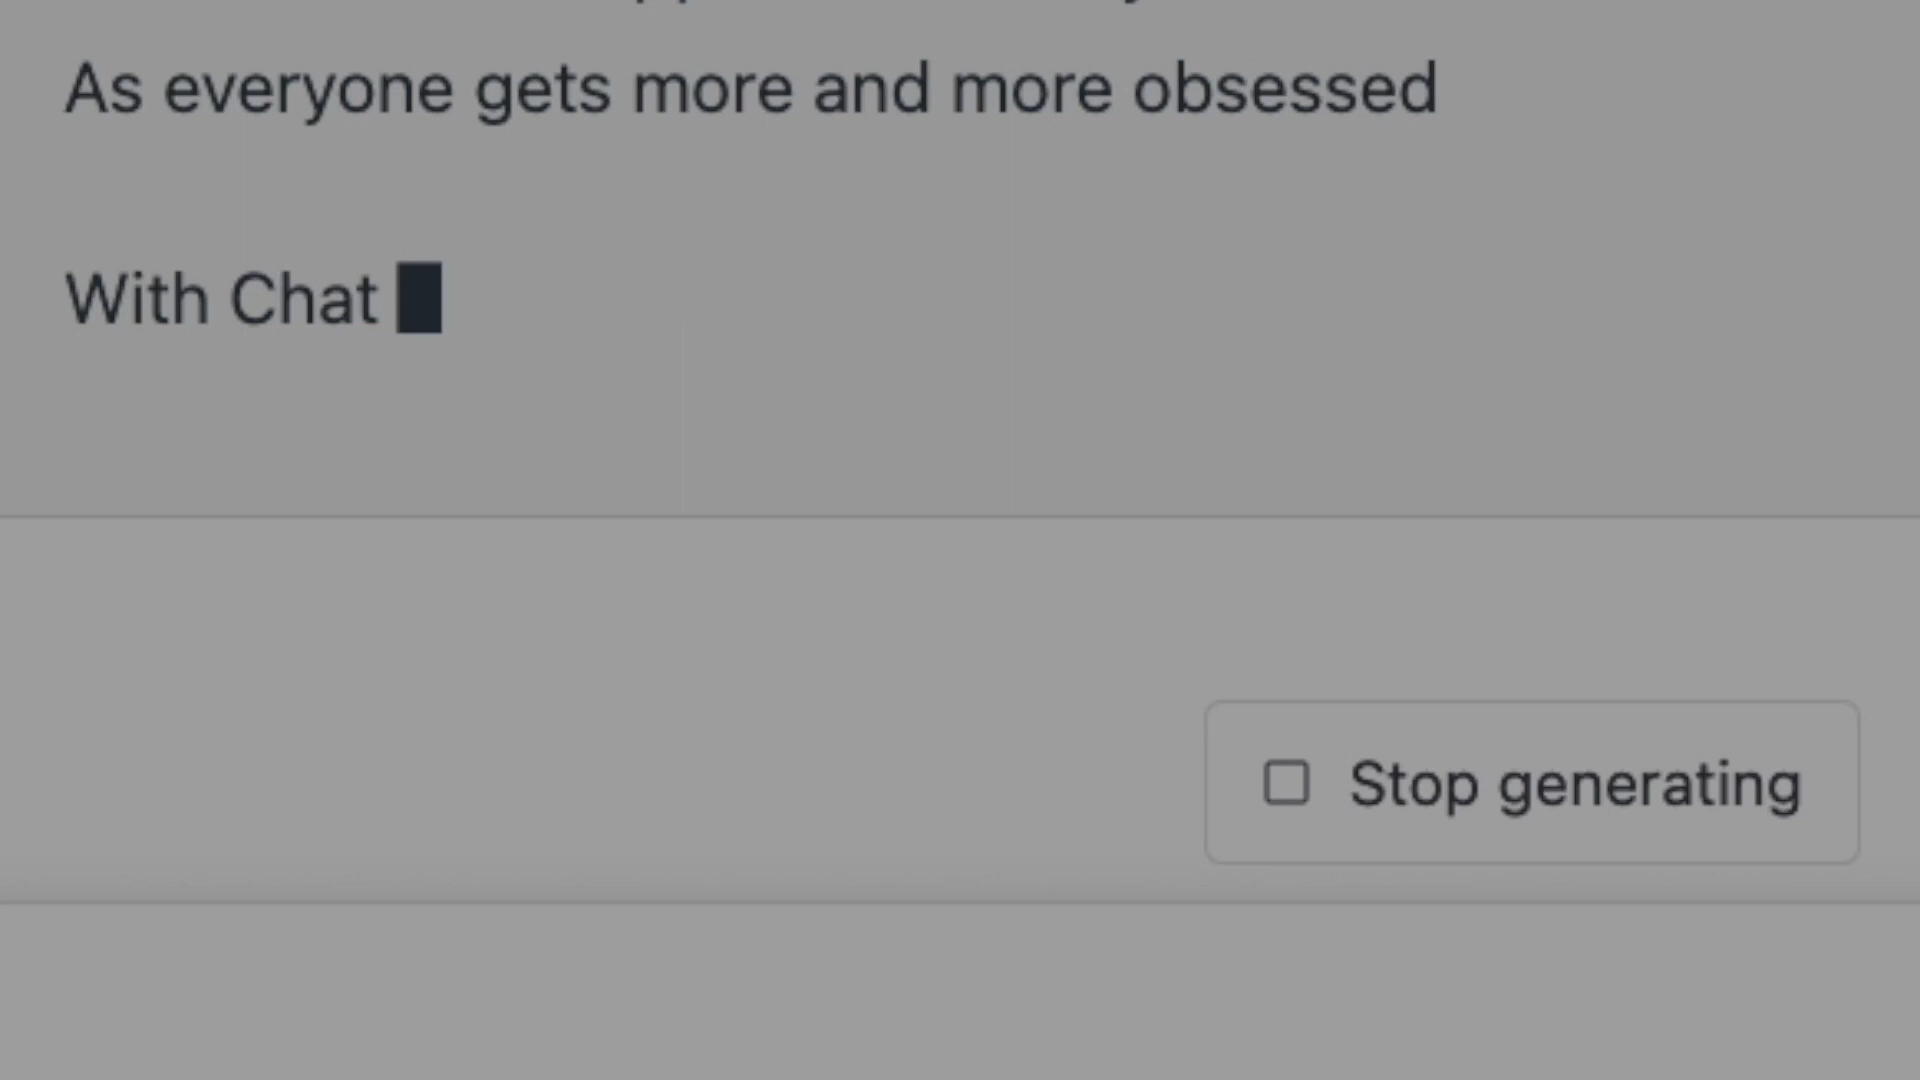 As everyone gets more and more obsessed
With Chat
Stop generating